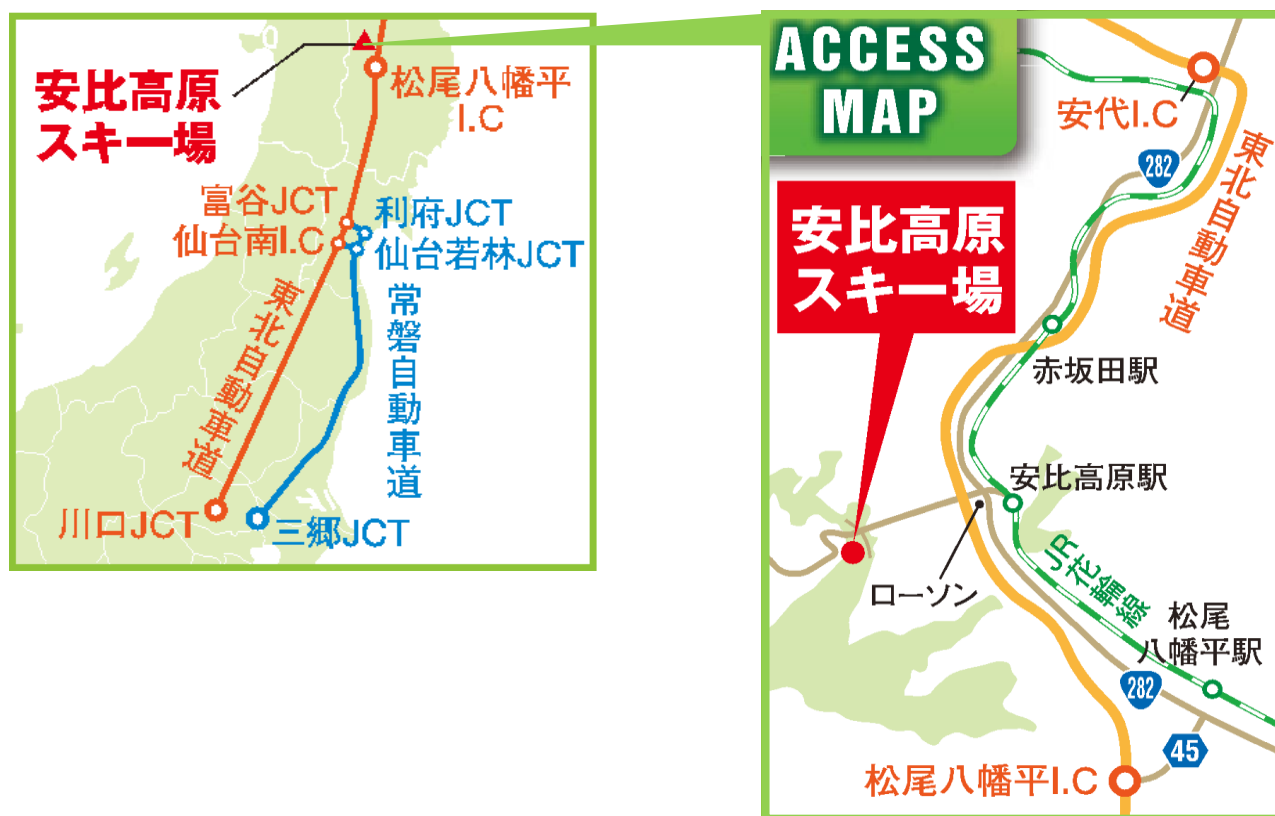 安比高原
スキー場
松尾八幡平
I.C
富谷JCT
利府JCT
仙台南I.C
仙台若林JCT
東北自動車道
常磐自動車道
川口JCT
三郷JCT
ACCESS
MAP
安代I.C
282
東北自動車道
安比高原
スキー場
赤坂田駅
安比高原駅
ローソン
JR花輪線
松尾
八幡平駅
282
45
松尾八幡平I.C